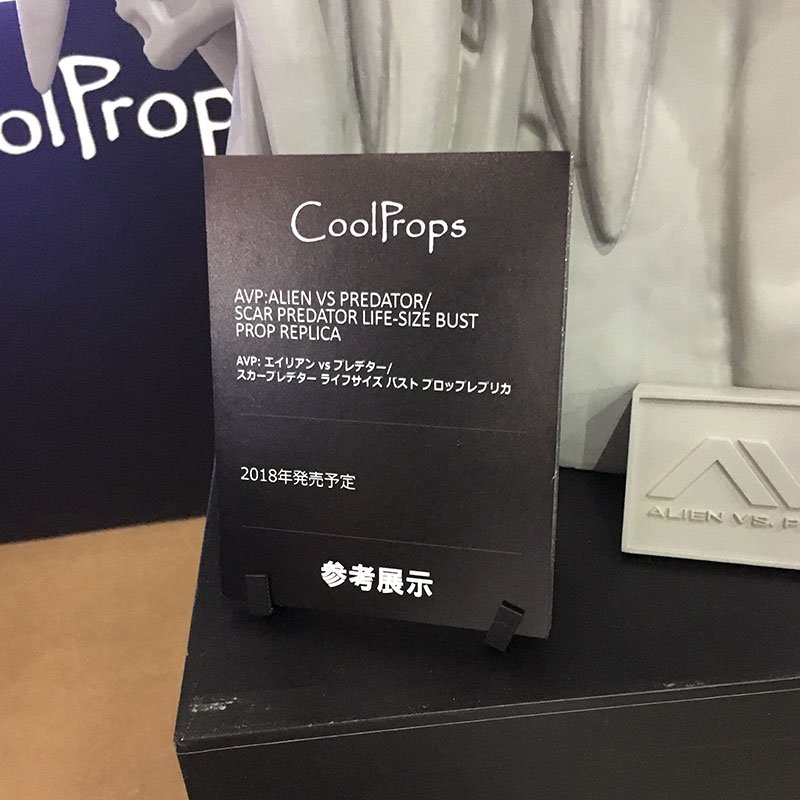 olProp
CoolProps
AVP:ALIEN VS PREDATOR/
SCAR PREDATOR LIFE-SIZE BUST
PROP REPLICA
AVP: エイリアン vs プレデター/
スカープレデター ライフサイズ バスト プロップレプリカ
2018年発売予定
参考展示
ALIEN VS. P